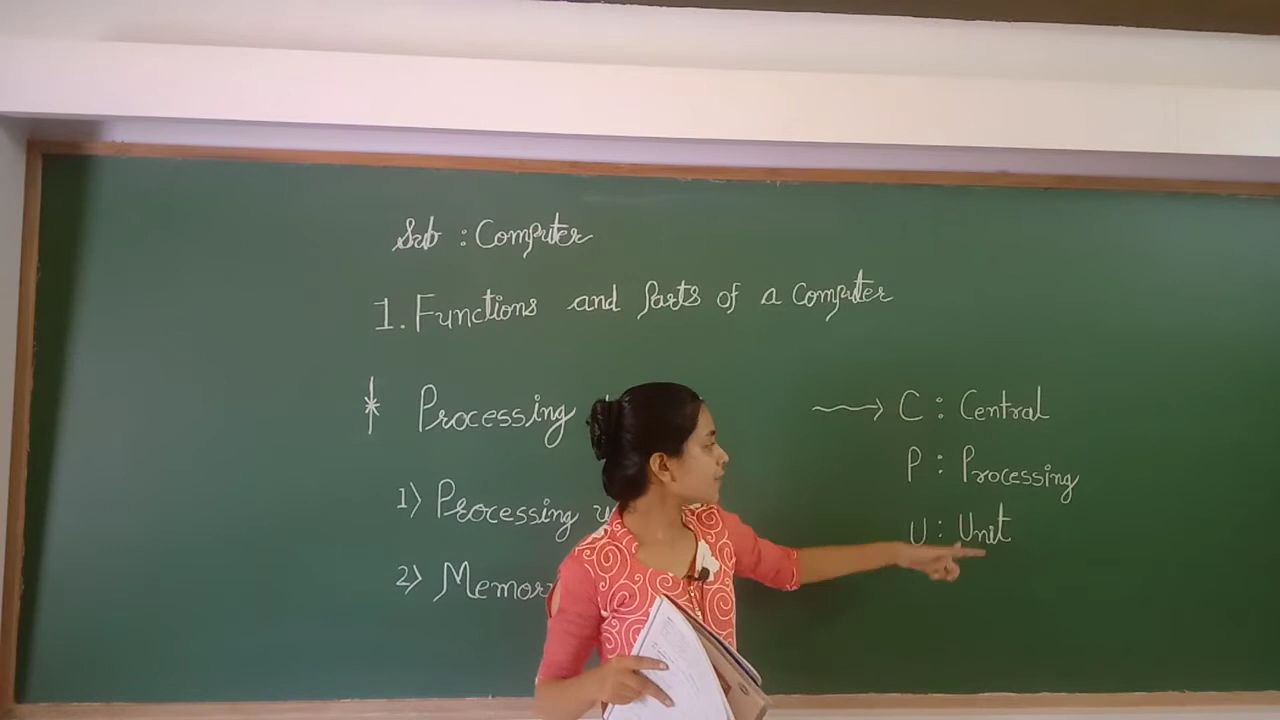 Sub : Computer
1. Functions and Parts of a Computer
* Processing
→ C : Central
P : Processing
1) Processing
U : Unit
2) Memor